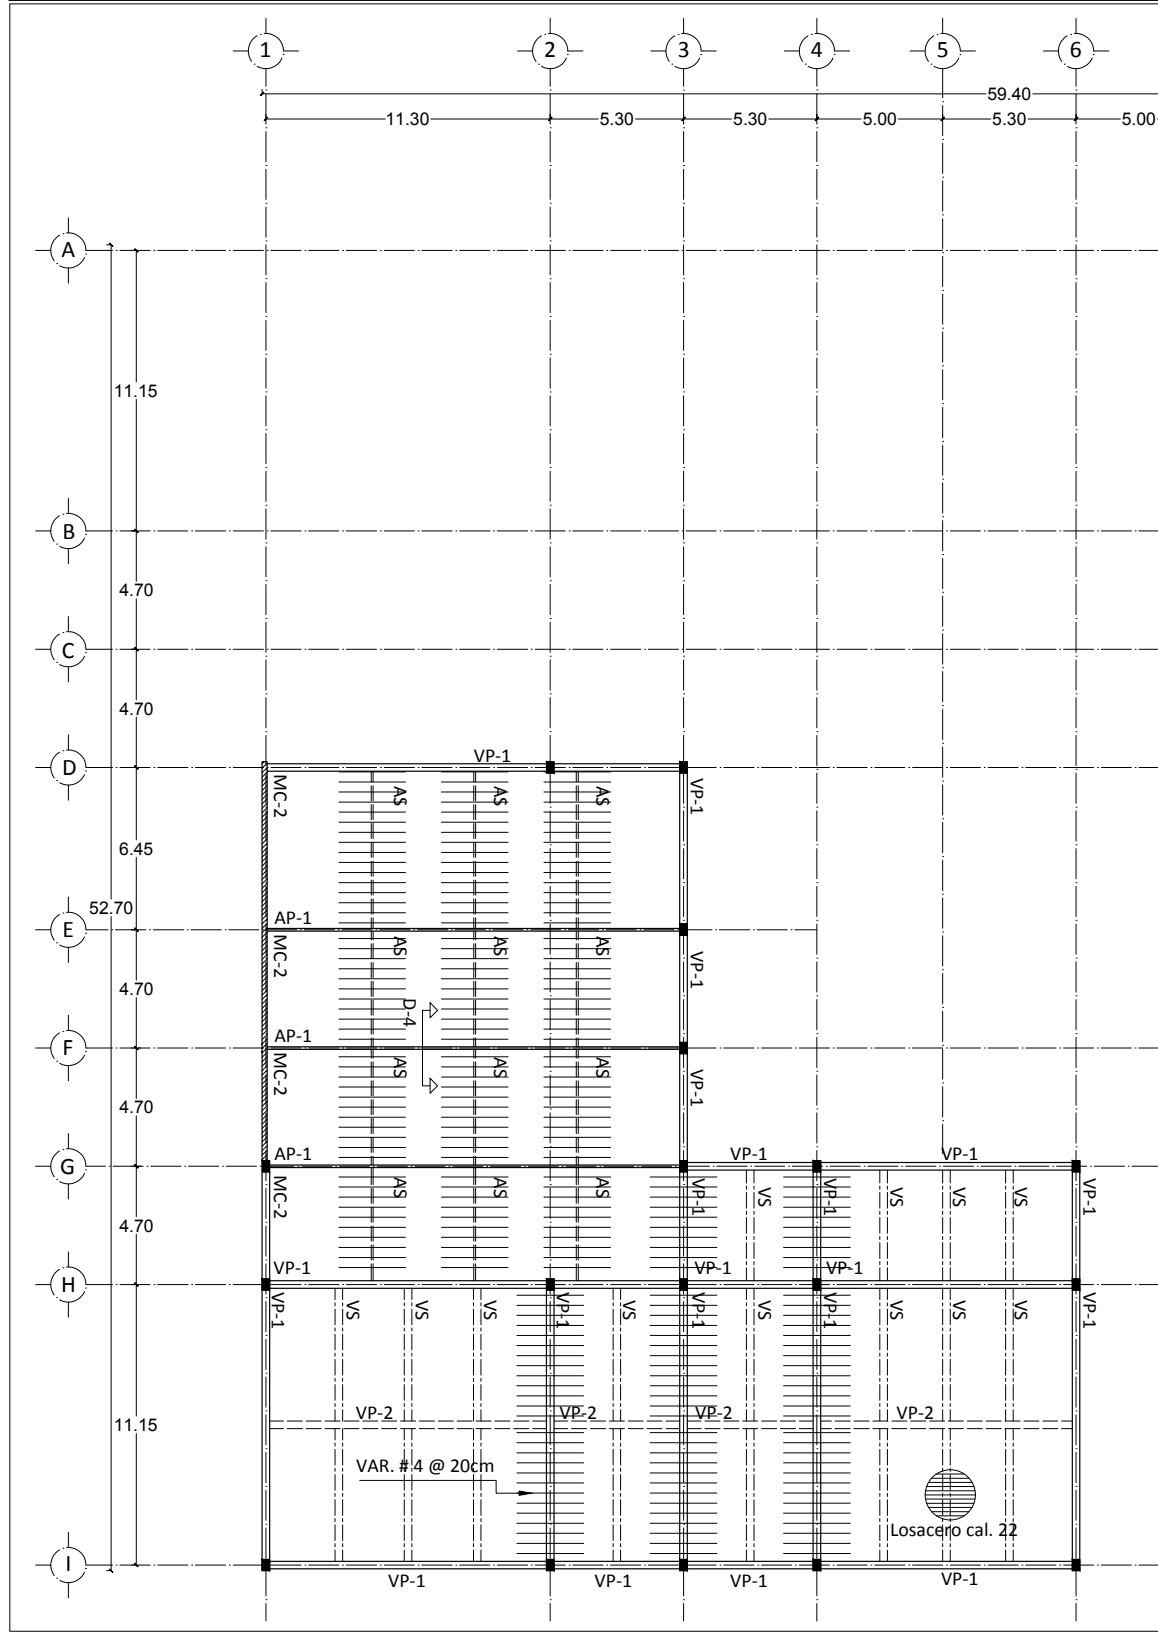 1 2 3 4 5 6
59.40
11.30 5.30 5.30 5.00 5.30 5.00
A
11.15
B
4.70
C
4.70
D
VP-1
MC-2 AS AS AS VP-1
6.45
52.70
AP-1
E
MC-2 AS AS AS VP-1
4.70
D-4
AP-1
F
MC-2 AS AS VP-1
4.70
AP-1 VP-1 VP-1
G
MC-2 AS AS AS VP-1 VS VP-1 VS VS VS VP-1
4.70
VP-1 VP-1 VP-1
H
VP-1 VS VS VS VP-1 VS VP-1 VS VP-1 VS VS VS VP-1
VP-2 VP-2 VP-2 VP-2
11.15
VAR. # 4 @ 20cm
Losacero cal. 22
I
VP-1 VP-1 VP-1 VP-1